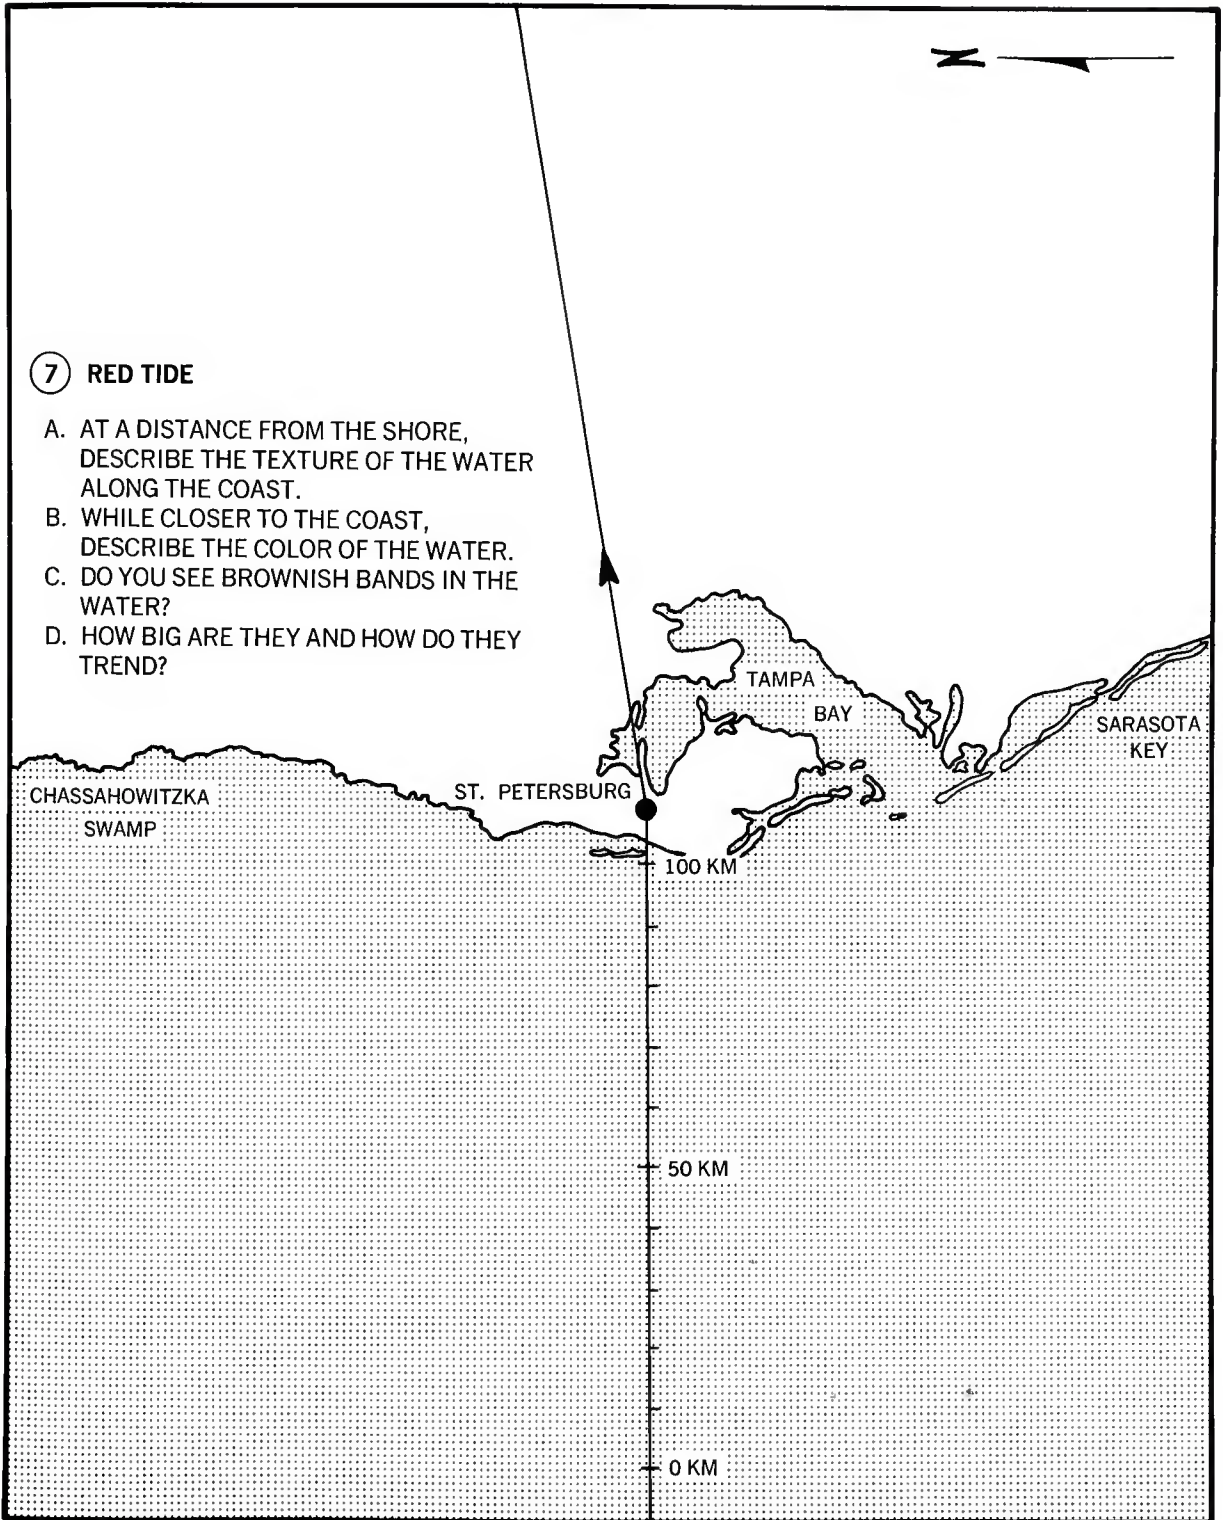 N
7 RED TIDE
A. AT A DISTANCE FROM THE SHORE,
DESCRIBE THE TEXTURE OF THE WATER
ALONG THE COAST.
B. WHILE CLOSER TO THE COAST,
DESCRIBE THE COLOR OF THE WATER.
C. DO YOU SEE BROWNISH BANDS IN THE
WATER?
D. HOW BIG ARE THEY AND HOW DO THEY
TREND?
TAMPA
BAY
SARASOTA
KEY
CHASSAHOWITZKA
SWAMP
ST. PETERSBURG
100 KM
50 KM
0 KM